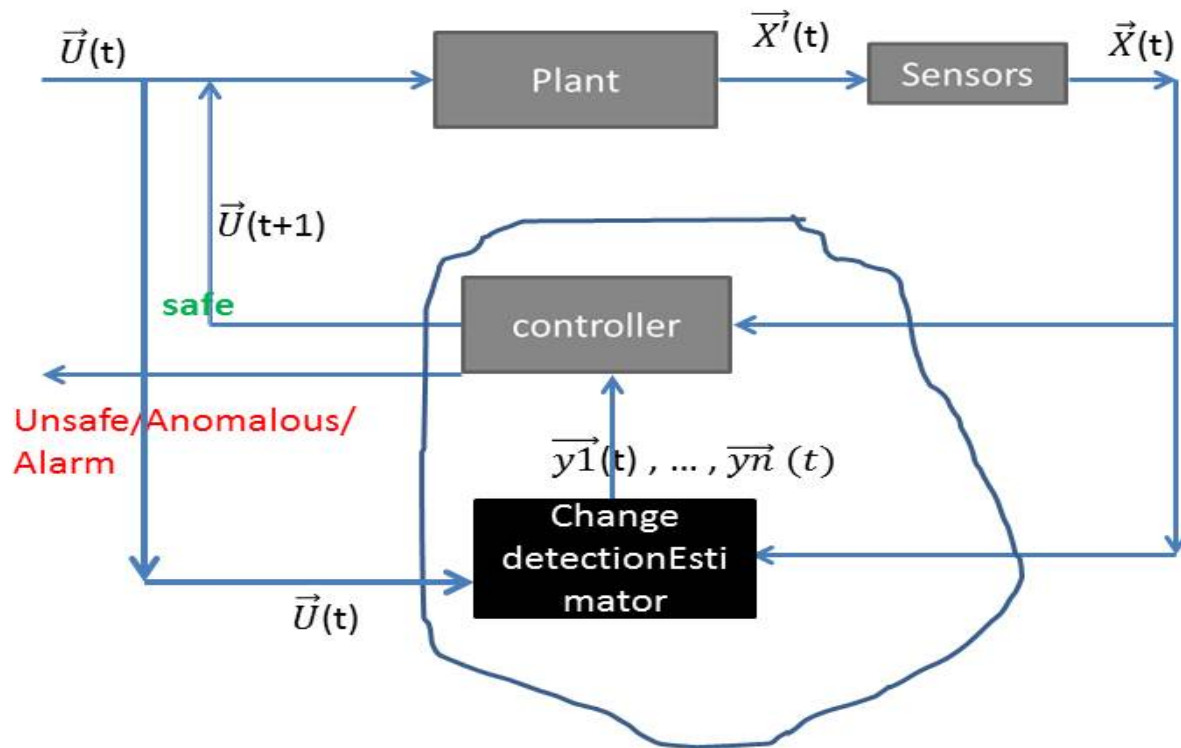 U⃗(t)
Plant
X'⃗(t)
Sensors
X⃗(t)
U⃗(t+1)
safe
controller
Unsafe/Anomalous/
Alarm
y1⃗(t) , ... , yn⃗ (t)
Change
detectionEsti
mator
U⃗(t)